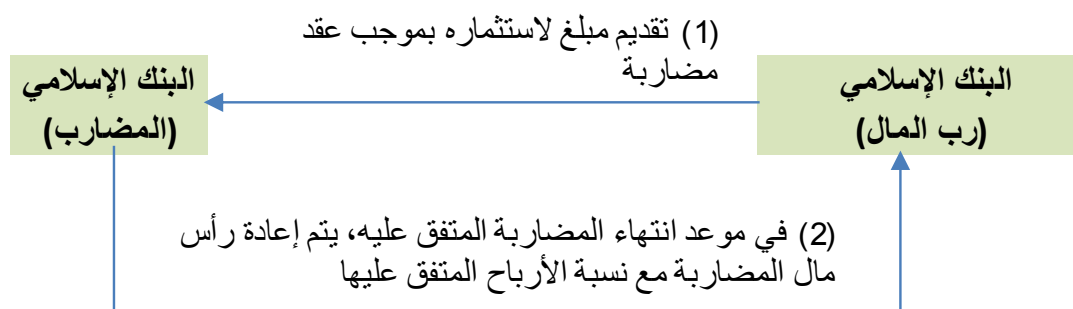 (1) تقديم مبلغ لاستثماره بموجب عقد
مضاربة
البنك الإسلامي
(رب المال)
البنك الإسلامي
(المضارب)
(2) في موعد انتهاء المضاربة المتفق عليه، يتم إعادة رأس
مال المضاربة مع نسبة الأرباح المتفق عليها